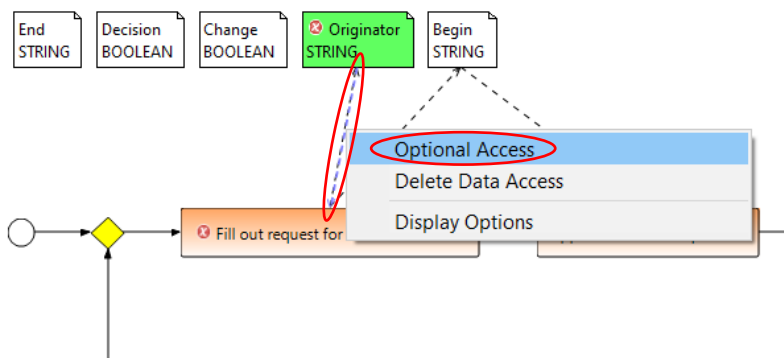 End
STRING
Decision
BOOLEAN
Change
BOOLEAN
Originator
STRING
Begin
STRING
Optional Access
Delete Data Access
Display Options
Fill out request for